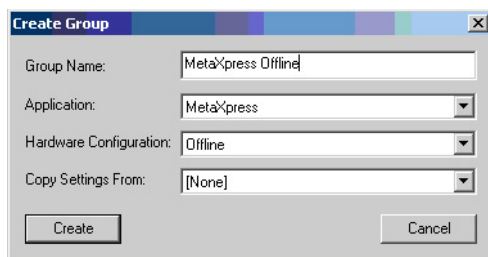 Create Group
Group Name: MetaXpress Offline
Application: MetaXpress
Hardware Configuration: Offline
Copy Settings From: [None]
Create Cancel